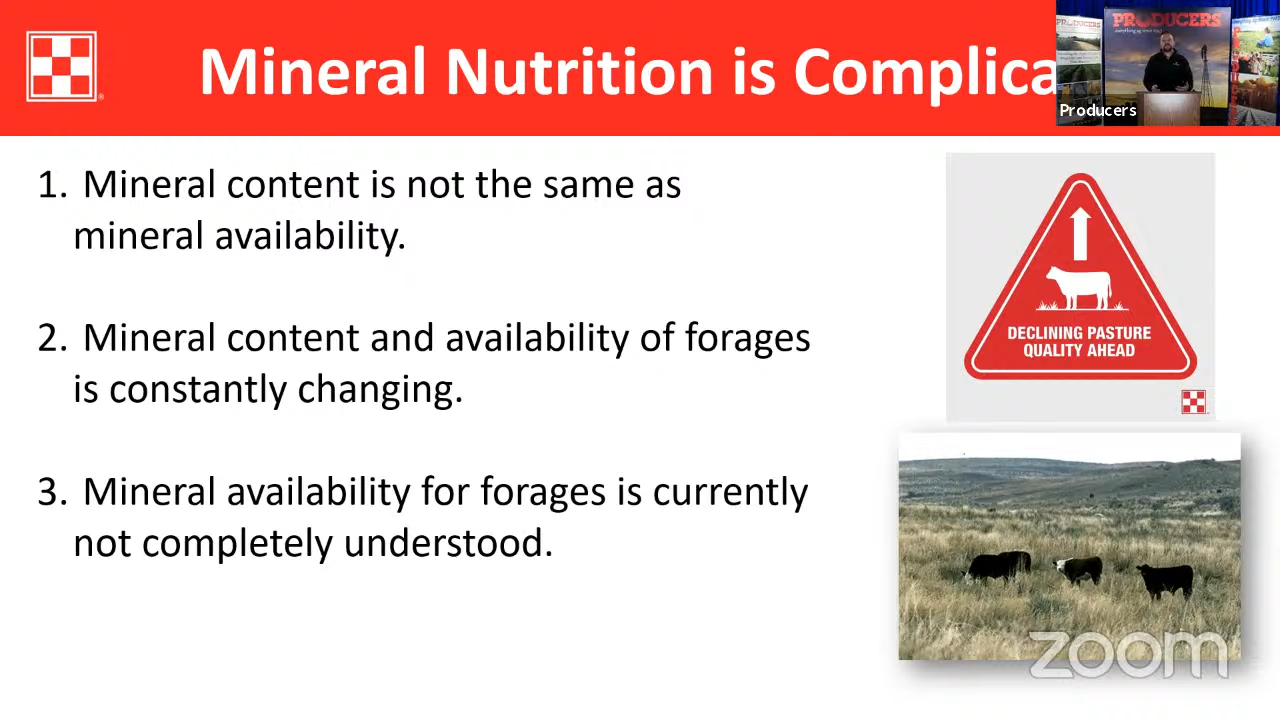 Mineral Nutrition is Complica
PRODUCERS
PRODUCERS
Producers
1. Mineral content is not the same as
mineral availability.
2. Mineral content and availability of forages
is constantly changing.
3. Mineral availability for forages is currently
not completely understood.
DECLINING PASTURE
QUALITY AHEAD
zoom